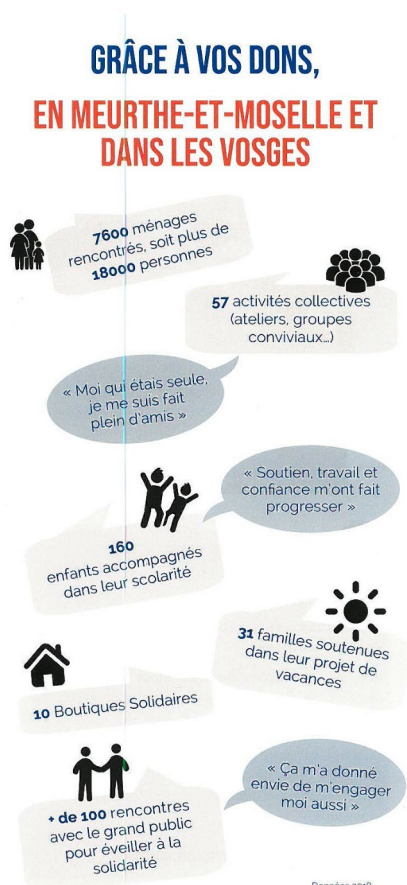 GRÂCE À VOS DONS,
EN MEURTHE-ET-MOSELLE ET
DANS LES VOSGES
7600 ménages
rencontrés, soit plus de
18000 personnes
57 activités collectives
(ateliers, groupes
conviviaux...)
« Moi qui étais seule,
je me suis fait
plein d'amis »
« Soutien, travail et
confiance m'ont fait
progresser »
160
enfants accompagnés
dans leur scolarité
31 familles soutenues
dans leur projet de
vacances
10 Boutiques Solidaires
« Ça m'a donné
envie de m'engager
moi aussi »
+ de 100 rencontres
avec le grand public
pour éveiller à la
solidarité